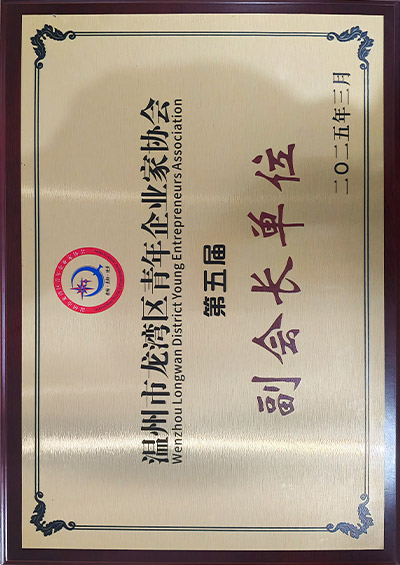 温州市龙湾区青年企业家协会
Wenzhou Longwan District Young Entrepreneurs Association
第五届
副会长单位
二〇二五年三月